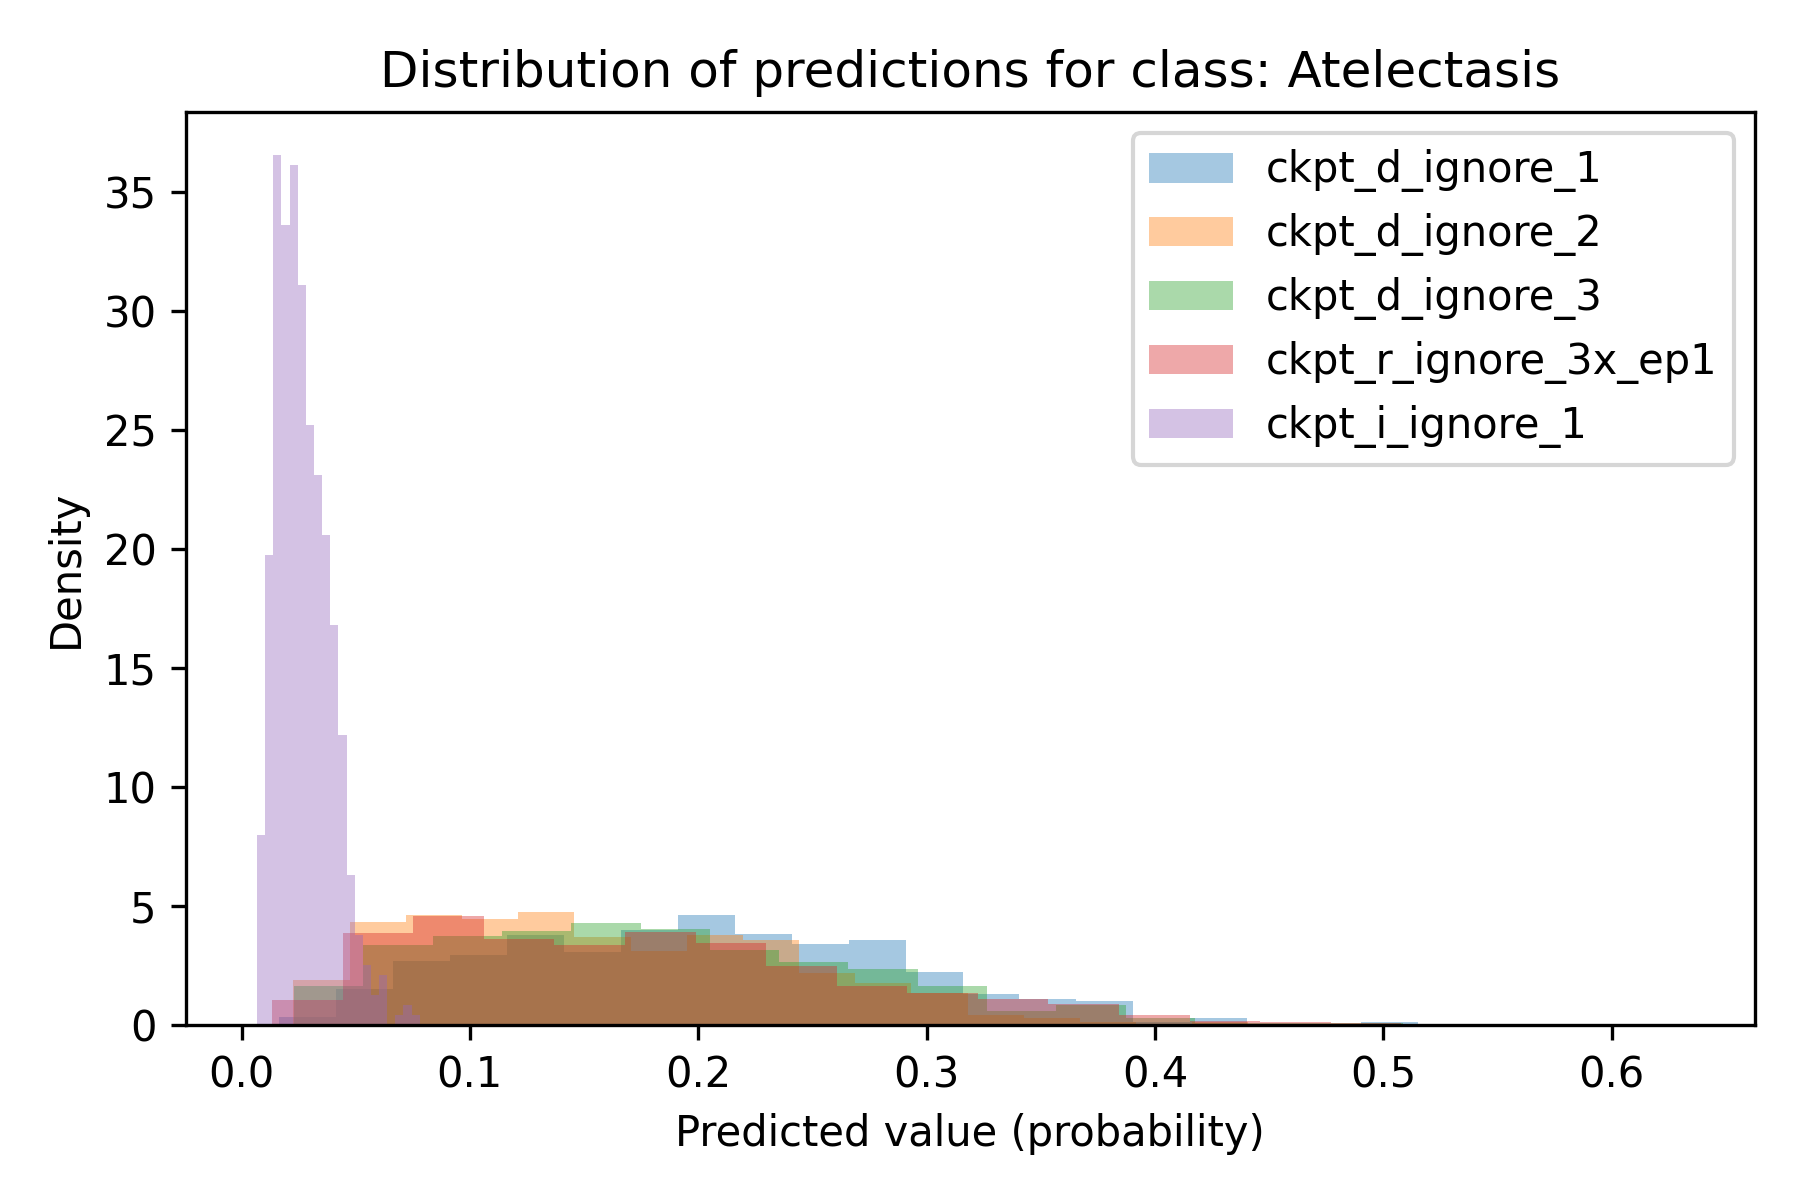 Distribution of predictions for class: Atelectasis
ckpt_d_ignore_1
ckpt_d_ignore_2
ckpt_d_ignore_3
ckpt_r_ignore_3x_ep1
ckpt_i_ignore_1
Density
35
30
25
20
15
10
5
0
0.0 0.1 0.2 0.3 0.4 0.5 0.6
Predicted value (probability)